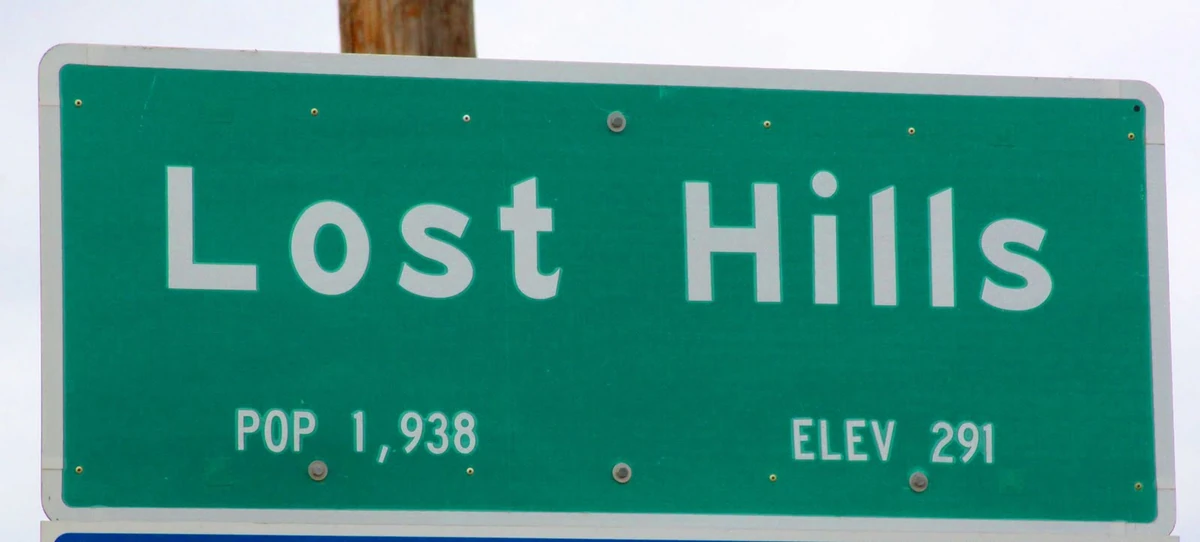 Lost Hills
POP 1,938 ELEV 291